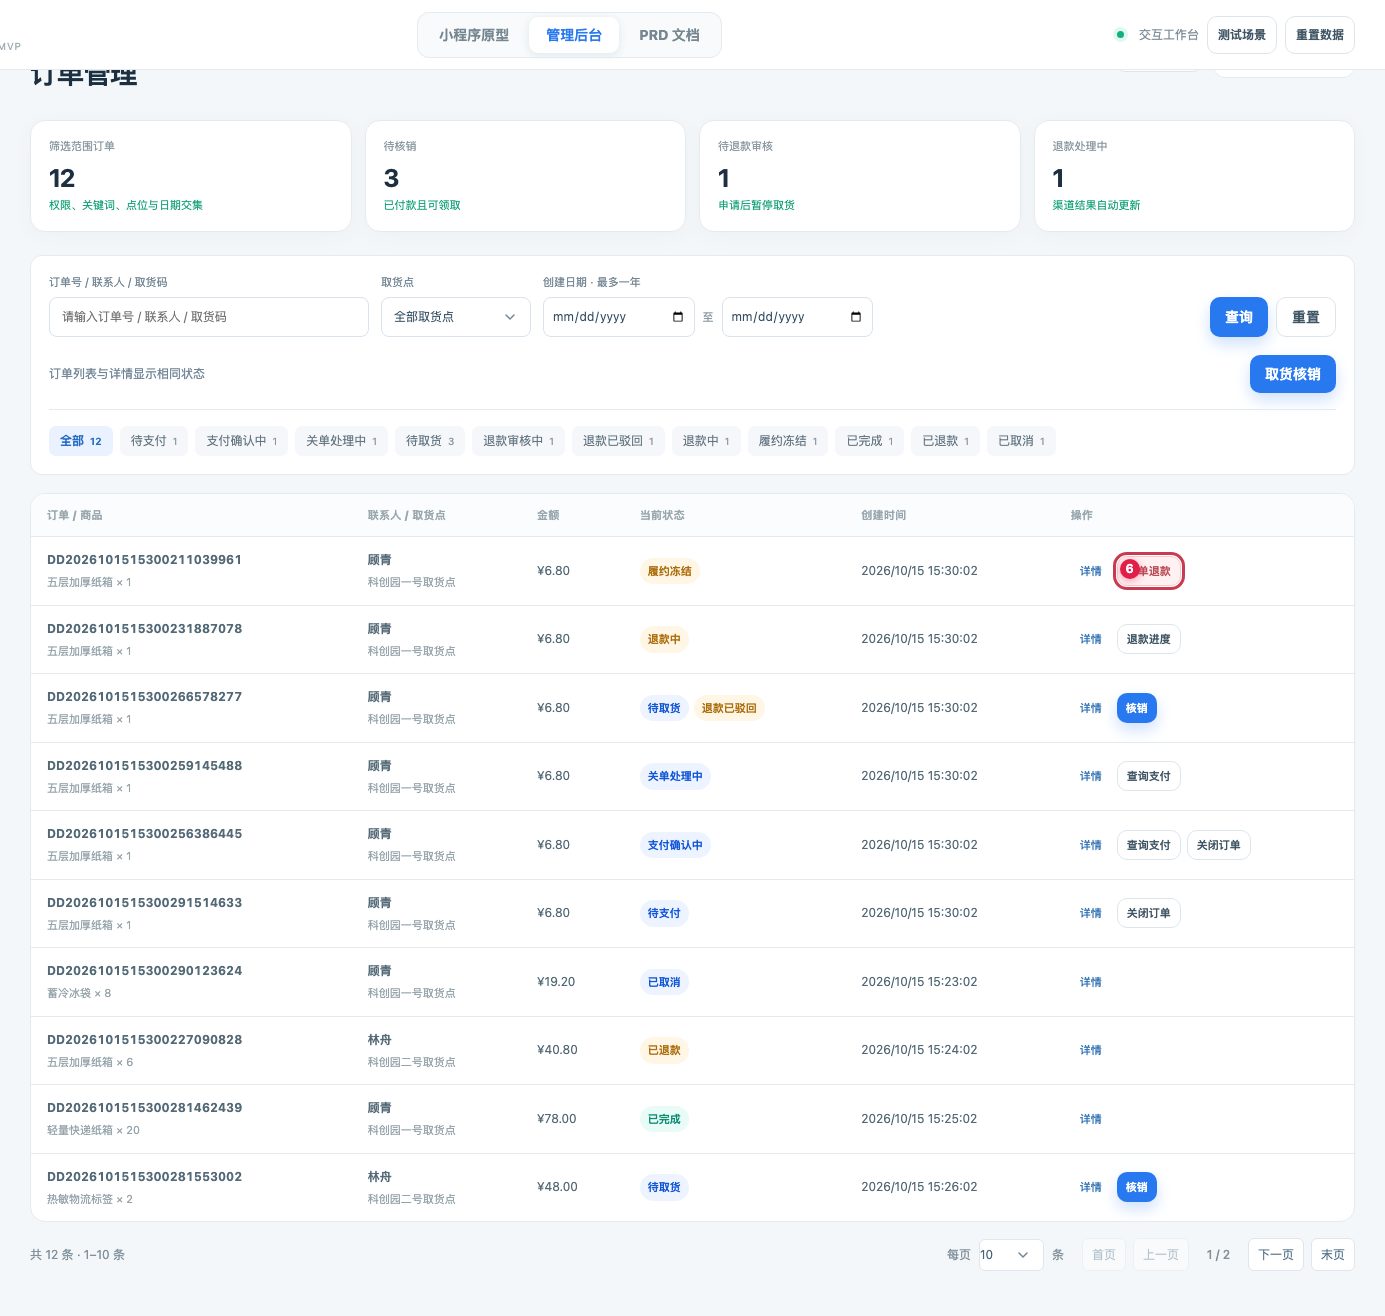 MVP
小程序原型 管理后台 PRD 文档
交互工作台 测试场景 重置数据
订单管理
筛选范围订单 待核销 待退款审核 退款处理中
12 3 1 1
权限、关键词、点位与日期交集 已付款且可领取 申请后暂停取货 渠道结果自动更新
订单号 / 联系人 / 取货码 取货点 创建日期 · 最多一年
请输入订单号 / 联系人 / 取货码 全部取货点 mm/dd/yyyy 至 mm/dd/yyyy 查询 重置
订单列表与详情显示相同状态 取货核销
全部 12 待支付 1 支付确认中 1 关单处理中 1 待取货 3 退款审核中 1 退款已驳回 1 退款中 1 履约冻结 1 已完成 1 已退款 1 已取消 1
订单 / 商品 联系人 / 取货点 金额 当前状态 创建时间 操作
DD2026101515300211039961 顾青
¥6.80 履约冻结 2026/10/15 15:30:02 详情 6 单退款
五层加厚纸箱 × 1 科创园一号取货点
DD2026101515300231887078 顾青
¥6.80 退款中 2026/10/15 15:30:02 详情 退款进度
五层加厚纸箱 × 1 科创园一号取货点
DD2026101515300266578277 顾青
¥6.80 待取货 退款已驳回 2026/10/15 15:30:02 详情 核销
五层加厚纸箱 × 1 科创园一号取货点
DD2026101515300259145488 顾青
¥6.80 关单处理中 2026/10/15 15:30:02 详情 查询支付
五层加厚纸箱 × 1 科创园一号取货点
DD2026101515300256386445 顾青
¥6.80 支付确认中 2026/10/15 15:30:02 详情 查询支付 关闭订单
五层加厚纸箱 × 1 科创园一号取货点
DD2026101515300291514633 顾青
¥6.80 待支付 2026/10/15 15:30:02 详情 关闭订单
五层加厚纸箱 × 1 科创园一号取货点
DD2026101515300290123624 顾青
¥19.20 已取消 2026/10/15 15:23:02 详情
蓄冷冰袋 × 8 科创园一号取货点
DD2026101515300227090828 林舟
¥40.80 已退款 2026/10/15 15:24:02 详情
五层加厚纸箱 × 6 科创园二号取货点
DD2026101515300281462439 顾青
¥78.00 已完成 2026/10/15 15:25:02 详情
轻量快递纸箱 × 20 科创园一号取货点
DD2026101515300281553002 林舟
¥48.00 待取货 2026/10/15 15:26:02 详情 核销
热敏物流标签 × 2 科创园二号取货点
共 12 条 · 1–10 条 每页 10 条 首页 上一页 1 / 2 下一页 末页